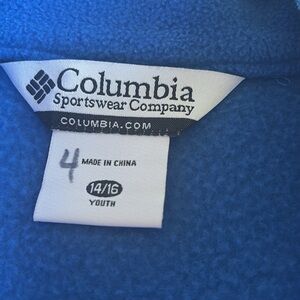 Columbia
Sportswear Company
COLUMBIA.COM
4 MADE IN CHINA
14/16
YOUTH